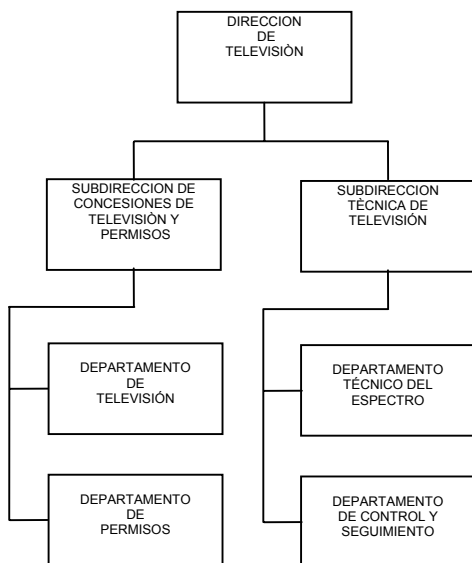 DIRECCION
DE
TELEVISIÒN
SUBDIRECCION DE
CONCESIONES DE
TELEVISIÒN Y
PERMISOS
SUBDIRECCION
TÈCNICA DE
TELEVISIÓN
DEPARTAMENTO
DE
TELEVISIÓN
DEPARTAMENTO
TÉCNICO DEL
ESPECTRO
DEPARTAMENTO
DE
PERMISOS
DEPARTAMENTO
DE CONTROL Y
SEGUIMIENTO